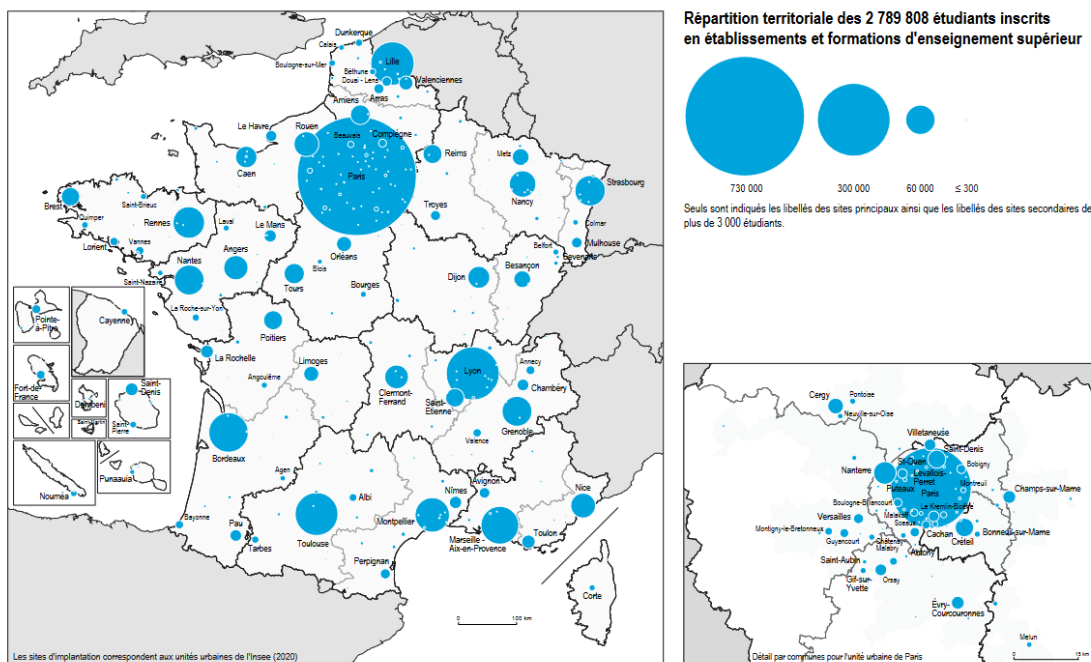 Répartition territoriale des 2 789 808 étudiants inscrits
en établissements et formations d'enseignement supérieur
730 000
300 000
60 000
≤ 300
Seuls sont indiqués les libellés des sites principaux ainsi que les libellés des sites secondaires de
plus de 3 000 étudiants.
Dunkerque
Calais
Boulogne-sur-Mer
Lille
Béthune
Douai - Lens
Valenciennes
Arras
Amiens
Le Havre
Rouen
Beauvais
Compiègne
Caen
Paris
Reims
Metz
Nancy
Strasbourg
Brest
Saint-Brieuc
Quimper
Rennes
Laval
Le Mans
Troyes
Colmar
Mulhouse
Belfort
Sevenans
Lorient
Vannes
Angers
Orléans
Nantes
Saint-Nazaire
Tours
Blois
Bourges
Dijon
Besançon
La Roche-sur-Yon
Poitiers
Pointe-
à-Pitre
Cayenne
La Rochelle
Limoges
Angoulême
Clermont-
Ferrand
Lyon
Annecy
Chambéry
Saint-
Étienne
Grenoble
Valence
Fort-de-
France
Dembeni
Saint-
Denis
Saint-Martin
Saint-
Pierre
Nouméa
Punaauia
Bordeaux
Agen
Albi
Nîmes
Avignon
Nice
Bayonne
Pau
Tarbes
Toulouse
Montpellier
Marseille -
Aix-en-Provence
Toulon
Perpignan
Corte
0
100 km
Les sites d'implantation correspondent aux unités urbaines de l'Insee (2020)
Cergy
Pontoise
Neuville-sur-Oise
Villetaneuse
Saint-Denis
St-Ouen
Bobigny
Nanterre
Levallois-
Perret
Puteaux
Montreuil
Paris
Champs-sur-Marne
Boulogne-Billancourt
Le Kremlin-Bicêtre
Malakoff
Versailles
Sceaux
Cachan
Créteil
Bonneuil-sur-Marne
Montigny-le-Bretonneux
Guyancourt
Châtenay-
Malabry
Antony
Saint-Aubin
Gif-sur-
Yvette
Orsay
Évry-
Courcouronnes
Melun
0
15 km
Détail par communes pour l'unité urbaine de Paris